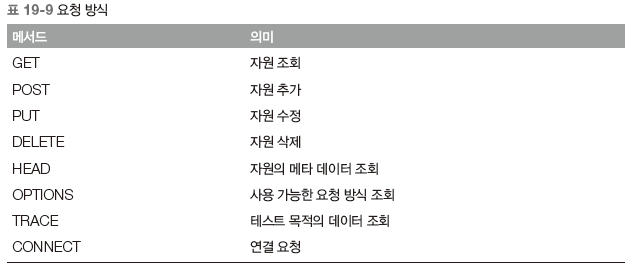 표 19-9 요청 방식
메서드 의미
GET 자원 조회
POST 자원 추가
PUT 자원 수정
DELETE 자원 삭제
HEAD 자원의 메타 데이터 조회
OPTIONS 사용 가능한 요청 방식 조회
TRACE 테스트 목적의 데이터 조회
CONNECT 연결 요청